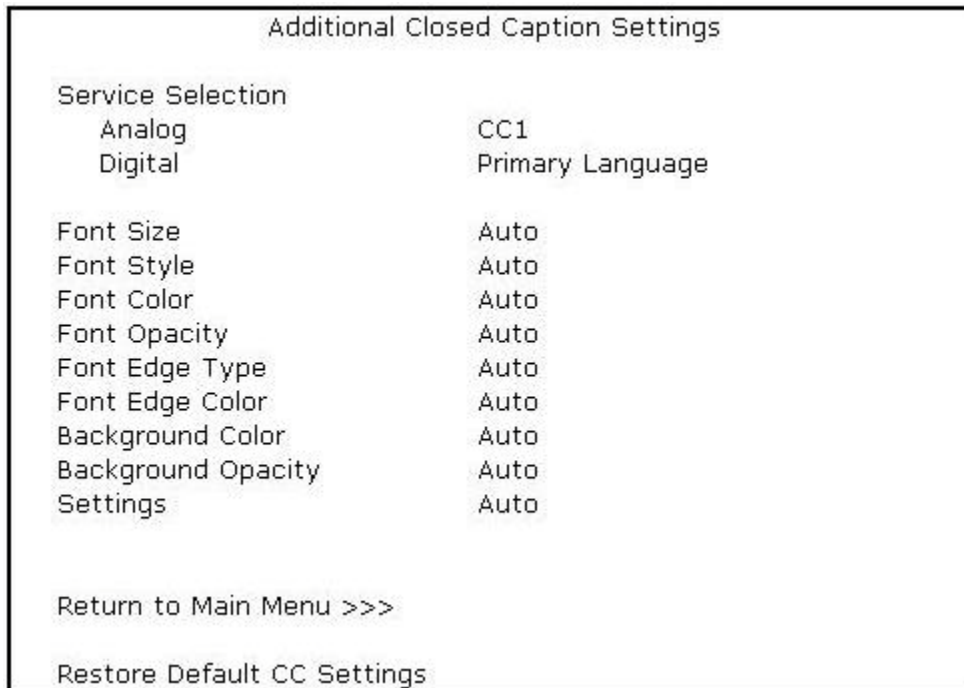 Additional Closed Caption Settings
Service Selection
Analog CC1
Digital Primary Language
Font Size Auto
Font Style Auto
Font Color Auto
Font Opacity Auto
Font Edge Type Auto
Font Edge Color Auto
Background Color Auto
Background Opacity Auto
Settings Auto
Return to Main Menu >>>
Restore Default CC Settings